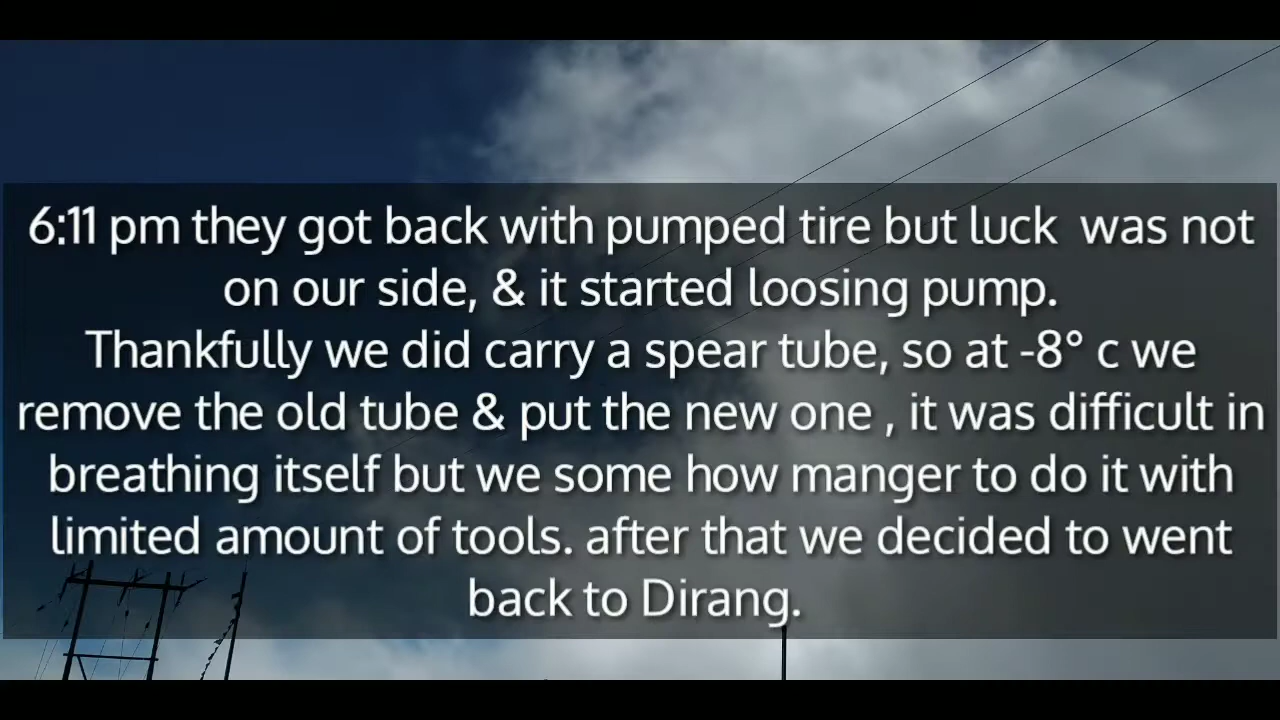 6:11 pm they got back with pumped tire but luck  was not
on our side, & it started loosing pump.
Thankfully we did carry a spear tube, so at -8° c we
remove the old tube & put the new one , it was difficult in
breathing itself but we some how manger to do it with
limited amount of tools. after that we decided to went
back to Dirang.